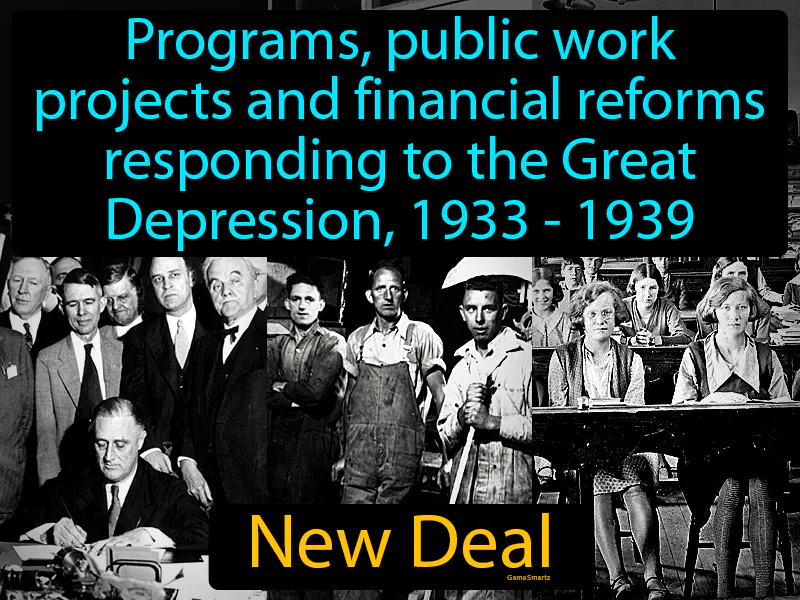 Programs, public work
projects and financial reforms
responding to the Great
Depression, 1933 - 1939
New Deal
GameSmartz